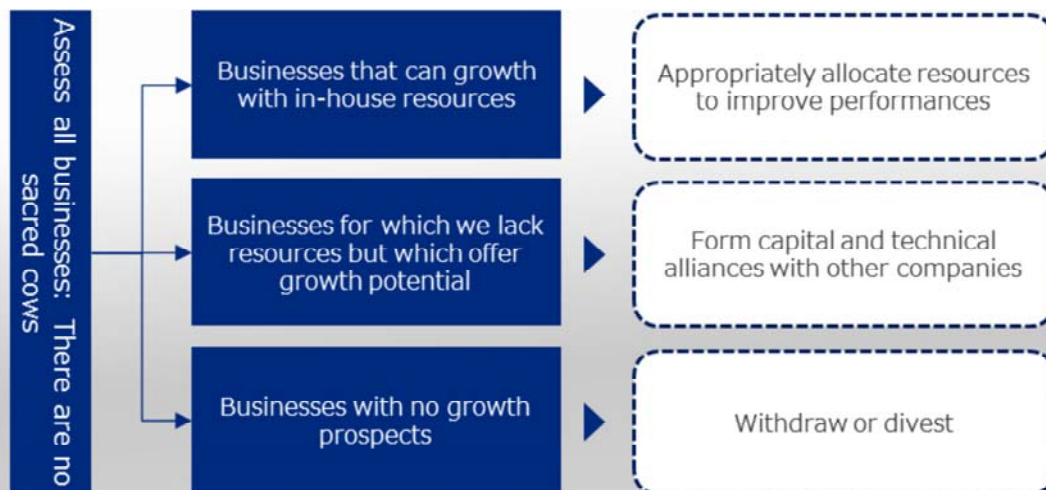 Assess all businesses: There are no
sacred cows
Businesses that can growth
with in-house resources
Appropriately allocate resources
to improve performances
Businesses for which we lack
resources but which offer
growth potential
Form capital and technical
alliances with other companies
Businesses with no growth
prospects
Withdraw or divest